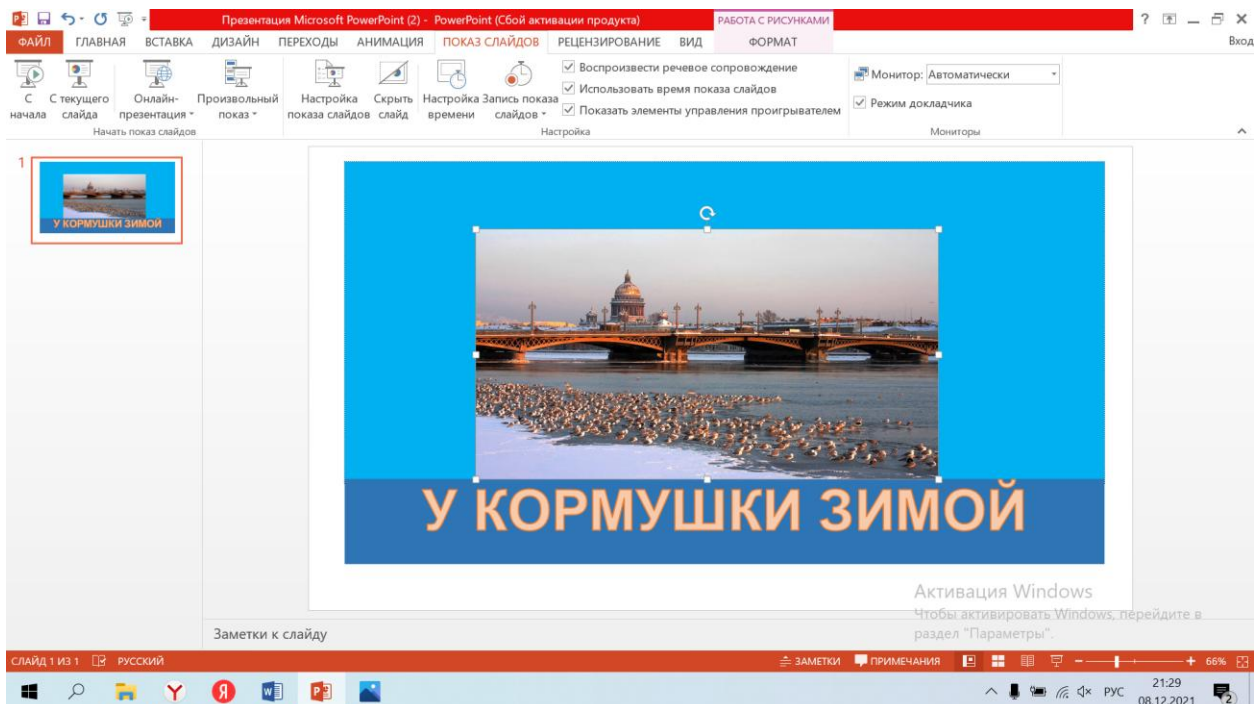 Презентация Microsoft PowerPoint (2) - PowerPoint (Сбой активации продукта)
РАБОТА С РИСУНКАМИ
?
ФАЙЛ ГЛАВНАЯ ВСТАВКА ДИЗАЙН ПЕРЕХОДЫ АНИМАЦИЯ ПОКАЗ СЛАЙДОВ РЕЦЕНЗИРОВАНИЕ ВИД ФОРМАТ
Вход
С начала
С текущего слайда
Онлайн-презентация
Произвольный показ
Начать показ слайдов
Настройка показа слайдов
Скрыть слайд
Настройка времени
Запись показа слайдов
Воспроизвести речевое сопровождение
Использовать время показа слайдов
Показать элементы управления проигрывателем
Настройка
Монитор: Автоматически
Режим докладчика
Мониторы
1
У КОРМУШКИ ЗИМОЙ
У КОРМУШКИ ЗИМОЙ
Активация Windows
Чтобы активировать Windows, перейдите в
раздел "Параметры".
Заметки к слайду
СЛАЙД 1 ИЗ 1 РУССКИЙ
ЗАМЕТКИ ПРИМЕЧАНИЯ 66%
РУС
21:29
08.12.2021
2